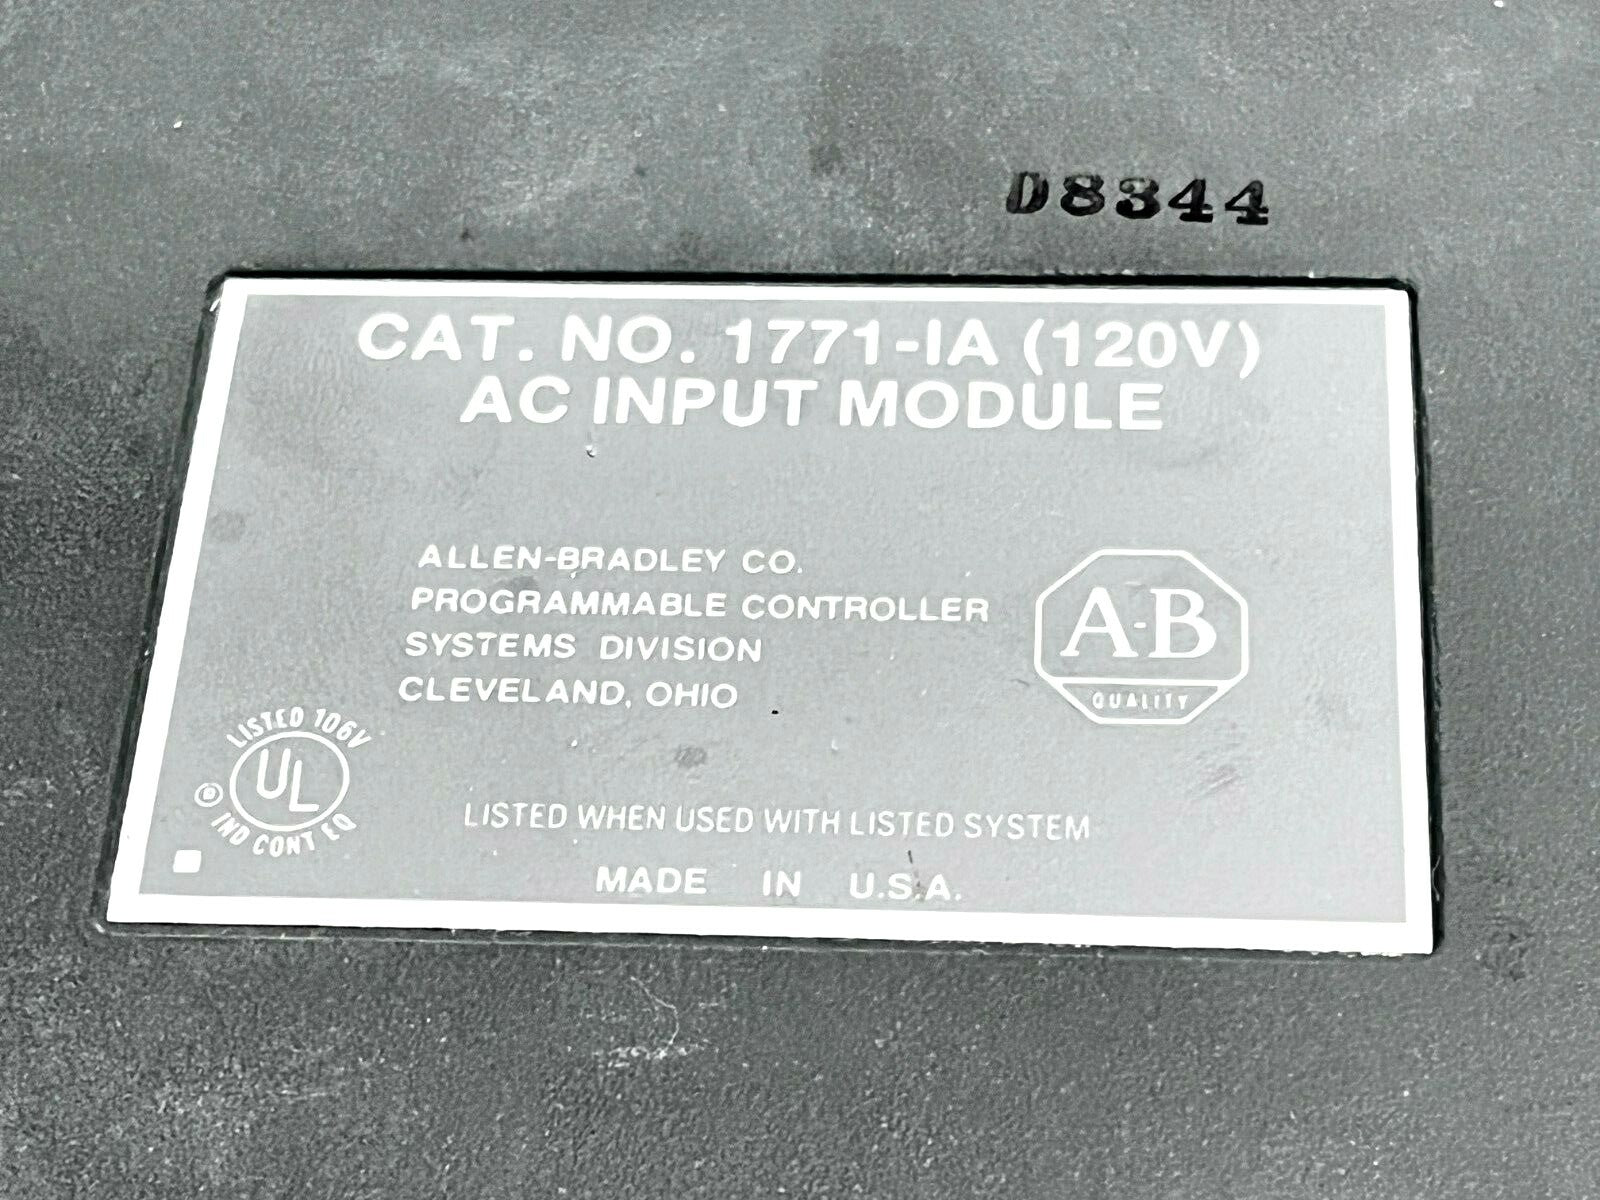 D8344
CAT. NO. 1771-IA (120V)
AC INPUT MODULE
ALLEN-BRADLEY CO.
PROGRAMMABLE CONTROLLER
SYSTEMS DIVISION
CLEVELAND, OHIO
A-B
QUALITY
LISTED 106V
UL
®
IND CONT EQ
LISTED WHEN USED WITH LISTED SYSTEM
MADE IN U.S.A.